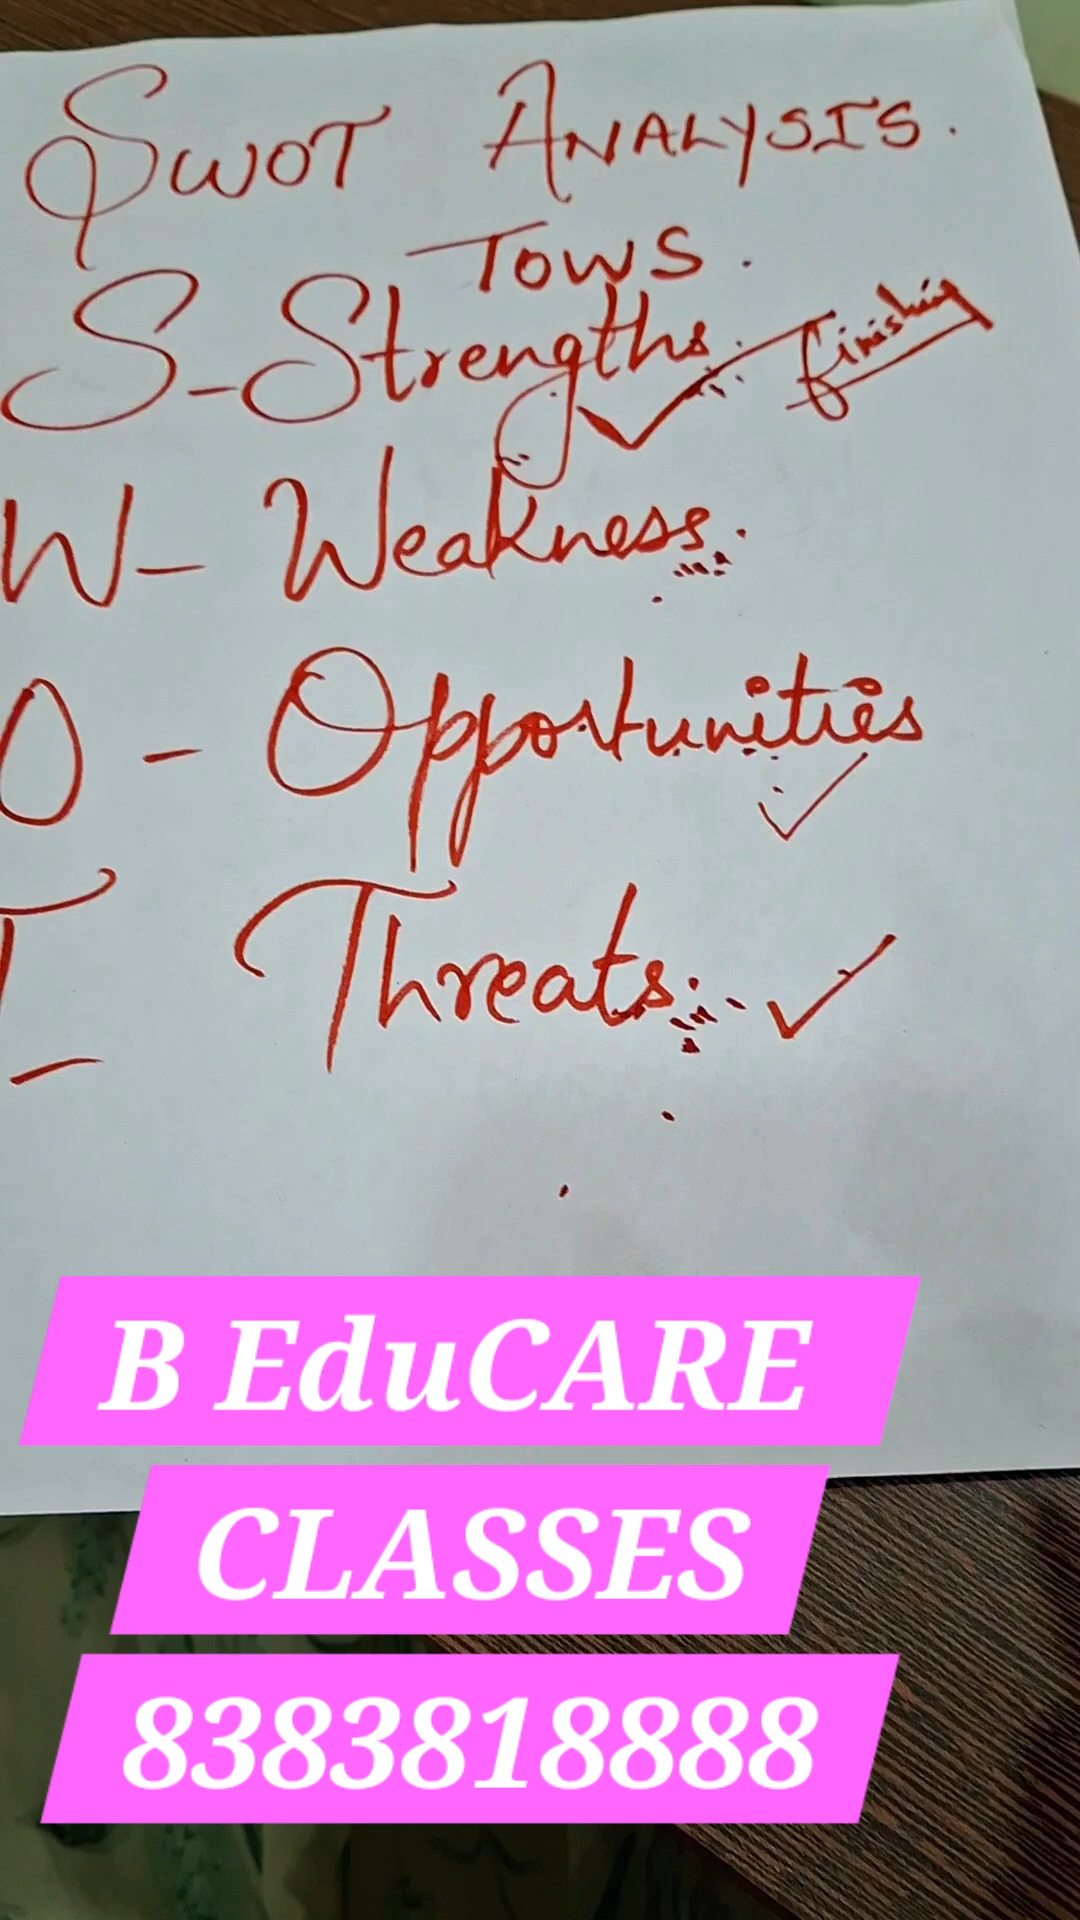 SWOT ANALYSIS.
TOWS.
S - Strengths. finishing
W - Weakness.
O - Opportunities
T - Threats.
B EduCARE
CLASSES
8383818888